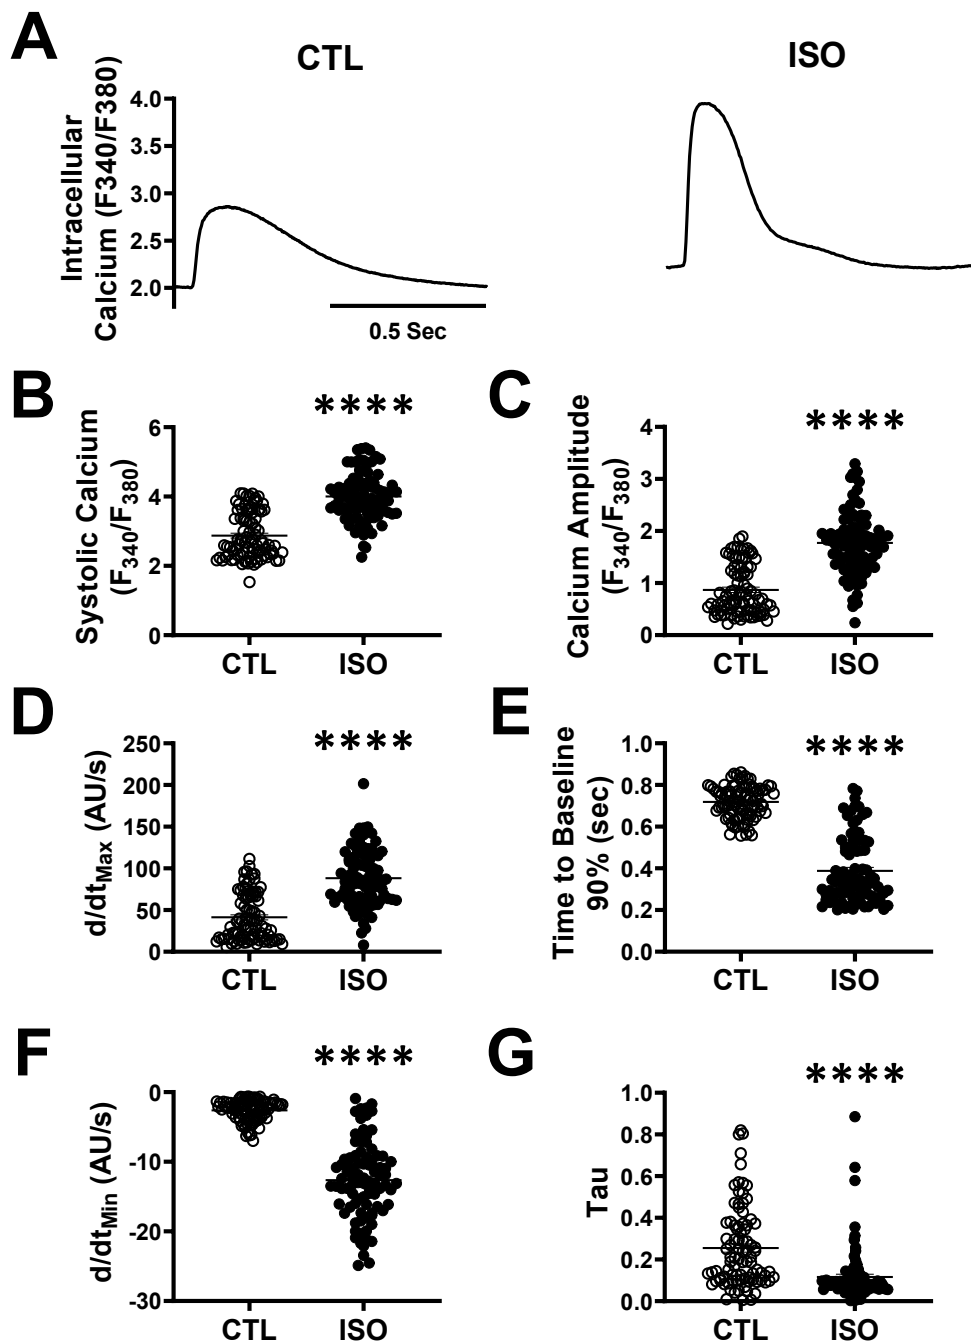 A
CTL
ISO
Intracellular
Calcium (F340/F380)
4.0
3.5
3.0
2.5
2.0
0.5 Sec
B
****
Systolic Calcium
(F340/F380)
6
4
2
0
CTL
ISO
C
****
Calcium Amplitude
(F340/F380)
4
3
2
1
0
CTL
ISO
D
****
d/dtMax (AU/s)
250
200
150
100
50
0
CTL
ISO
E
****
Time to Baseline
90% (sec)
1.0
0.8
0.6
0.4
0.2
0.0
CTL
ISO
F
****
d/dtMin (AU/s)
0
-10
-20
-30
CTL
ISO
G
****
Tau
1.0
0.8
0.6
0.4
0.2
0.0
CTL
ISO